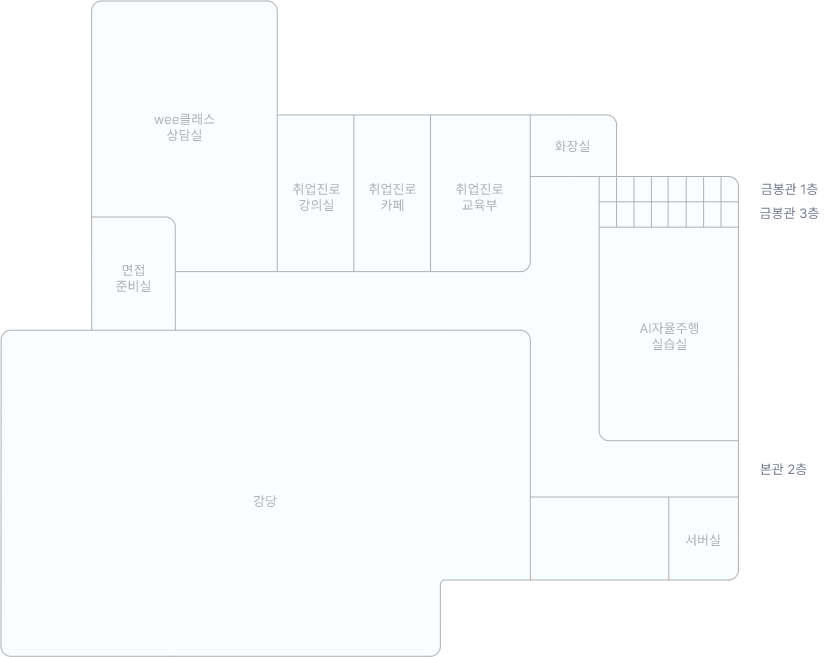 wee클래스
상담실
화장실
취업진로
강의실
취업진로
카페
취업진로
교육부
금봉관 1층
금봉관 3층
면접
준비실
AI자율주행
실습실
본관 2층
강당
서버실